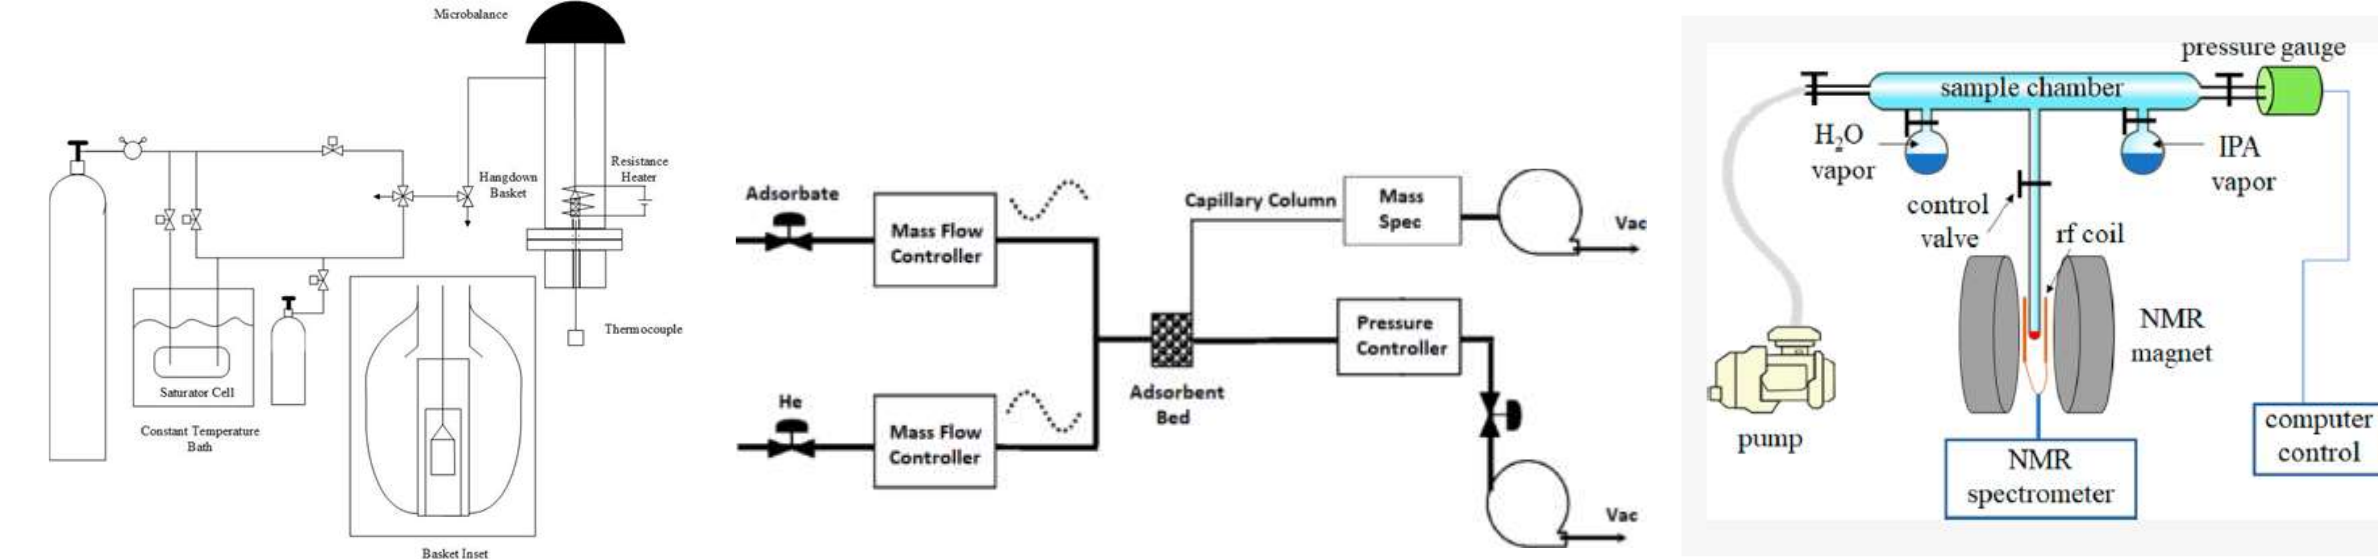 Microbalance
Resistance
Heater
Hangdown
Basket
Thermocouple
Saturator Cell
Constant Temperature
Bath
Basket Inset
Adsorbate
Mass Flow
Controller
He
Mass Flow
Controller
Capillary Column
Mass
Spec
Vac
Adsorbent
Bed
Pressure
Controller
Vac
pressure gauge
sample chamber
H₂O
vapor
IPA
vapor
control
valve
rf coil
NMR
magnet
pump
NMR
spectrometer
computer
control